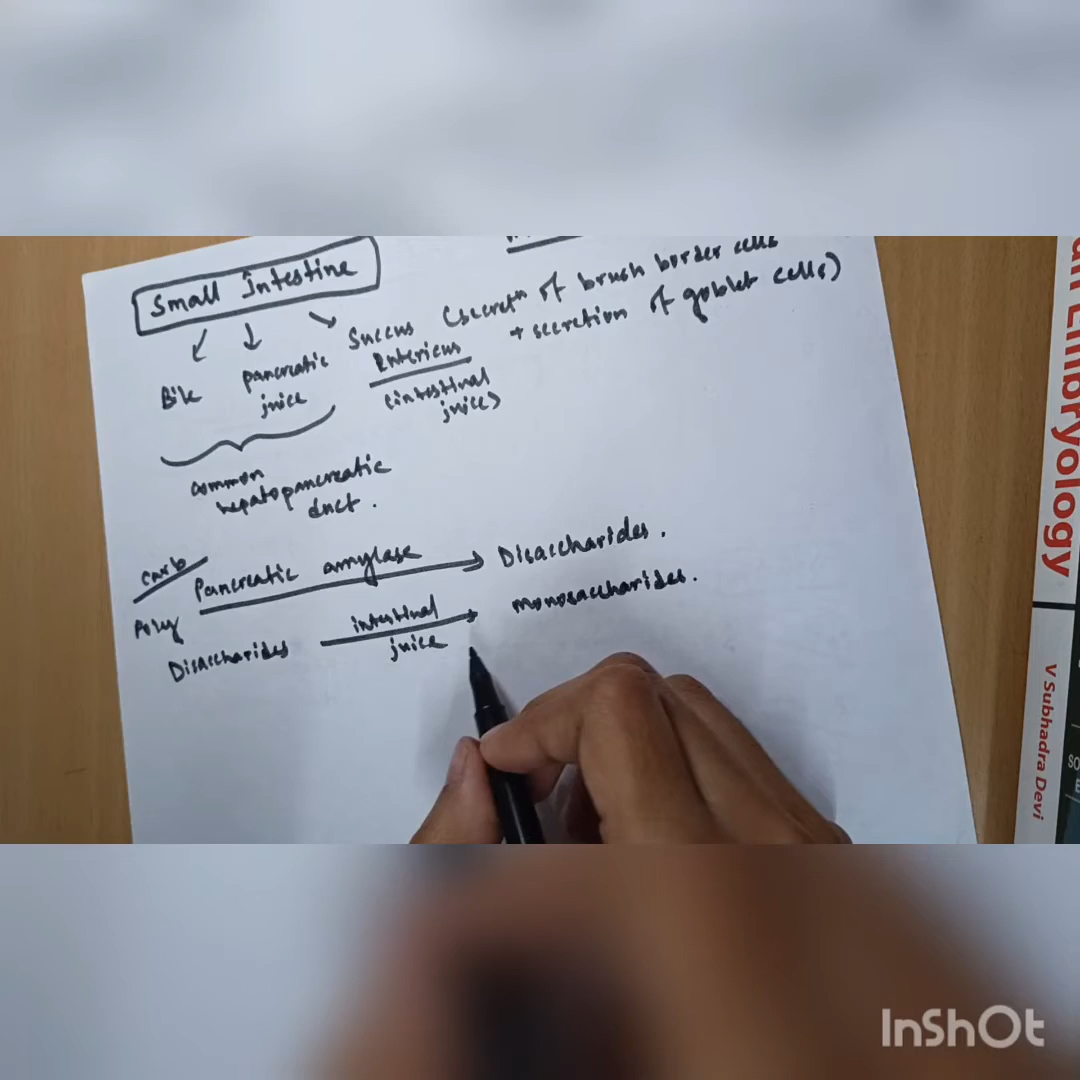 Small Intestine
Bile
pancreatic
juice
Succus
Entericus
(intestinal
juice)
(secretn of brush border cells
+ secretion of goblet cells)
common
hepatopancreatic
duct.
carb
Poly
Pancreatic amylase
Disaccharides.
Disaccharides
intestinal
juice
monosaccharides.
Embryology
V Subhadra Devi
InShOt